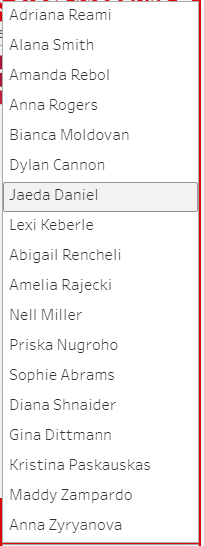 Adriana Reami
Alana Smith
Amanda Rebol
Anna Rogers
Bianca Moldovan
Dylan Cannon
Jaeda Daniel
Lexi Keberle
Abigail Rencheli
Amelia Rajecki
Nell Miller
Priska Nugroho
Sophie Abrams
Diana Shnaider
Gina Dittmann
Kristina Paskauskas
Maddy Zampardo
Anna Zyryanova